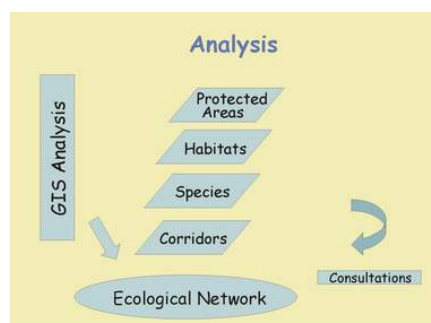 Analysis
GIS Analysis
Protected
Areas
Habitats
Species
Corridors
Consultations
Ecological Network